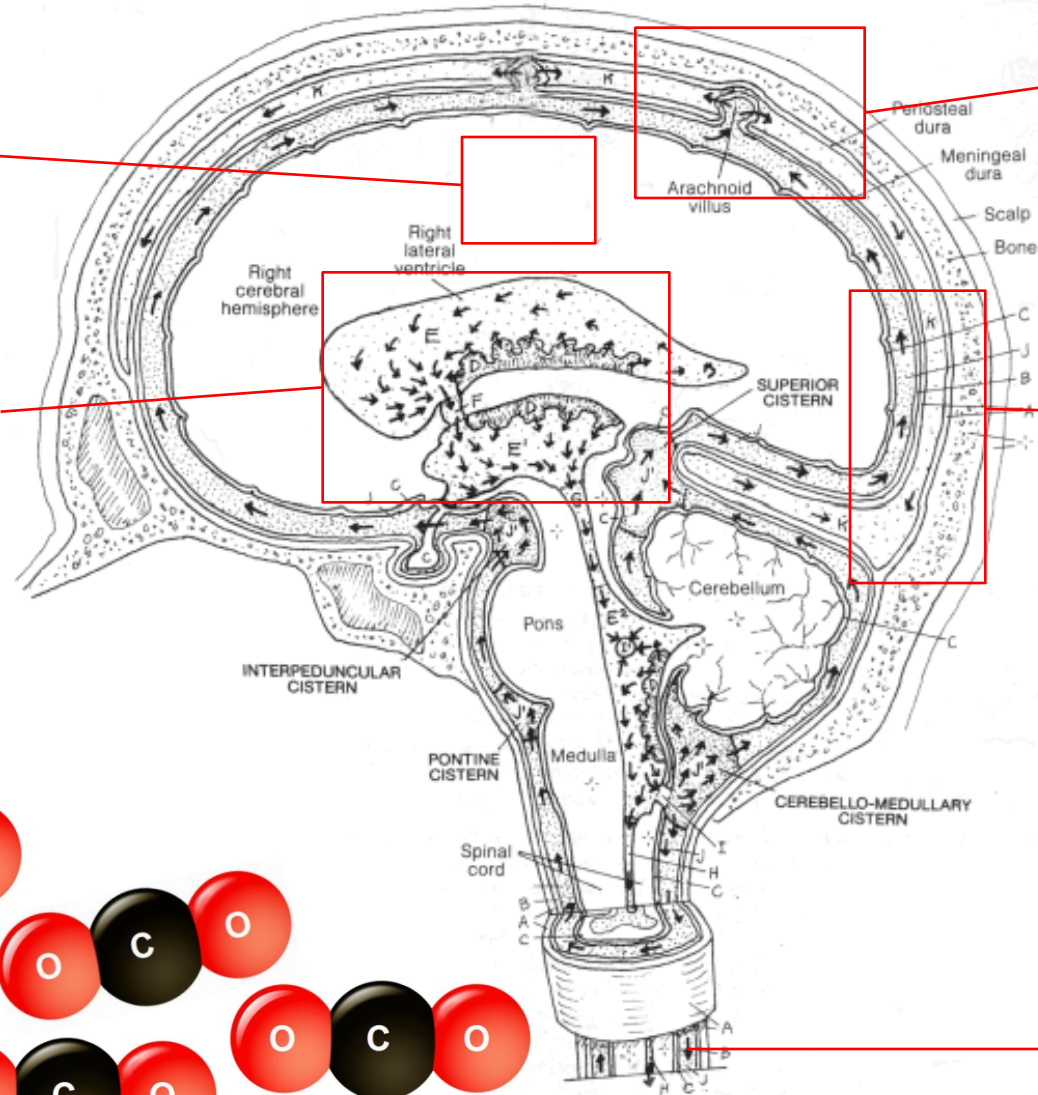 K
K
Periosteal
dura
Meningeal
dura
Arachnoid
villus
Scalp
Bone
Right
lateral
ventricle
Right
cerebral
hemisphere
E
D
F
D
E'
K
C
J
B
A
SUPERIOR
CISTERN
C
J
J'
K
C
G
C
J'
C
Cerebellum
Pons
E²
C
INTERPEDUNCULAR
CISTERN
D
J'
PONTINE
CISTERN
Medulla
J'
CEREBELLO-MEDULLARY
CISTERN
I
Spinal
cord
J
H
C
B
A
C
A
B
J
H
C
O C O
O C O
C O